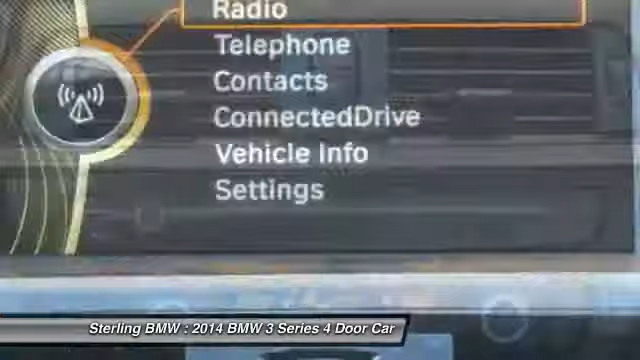 Radio
Telephone
Contacts
ConnectedDrive
Vehicle Info
Settings
Sterling BMW : 2014 BMW 3 Series 4 Door Car